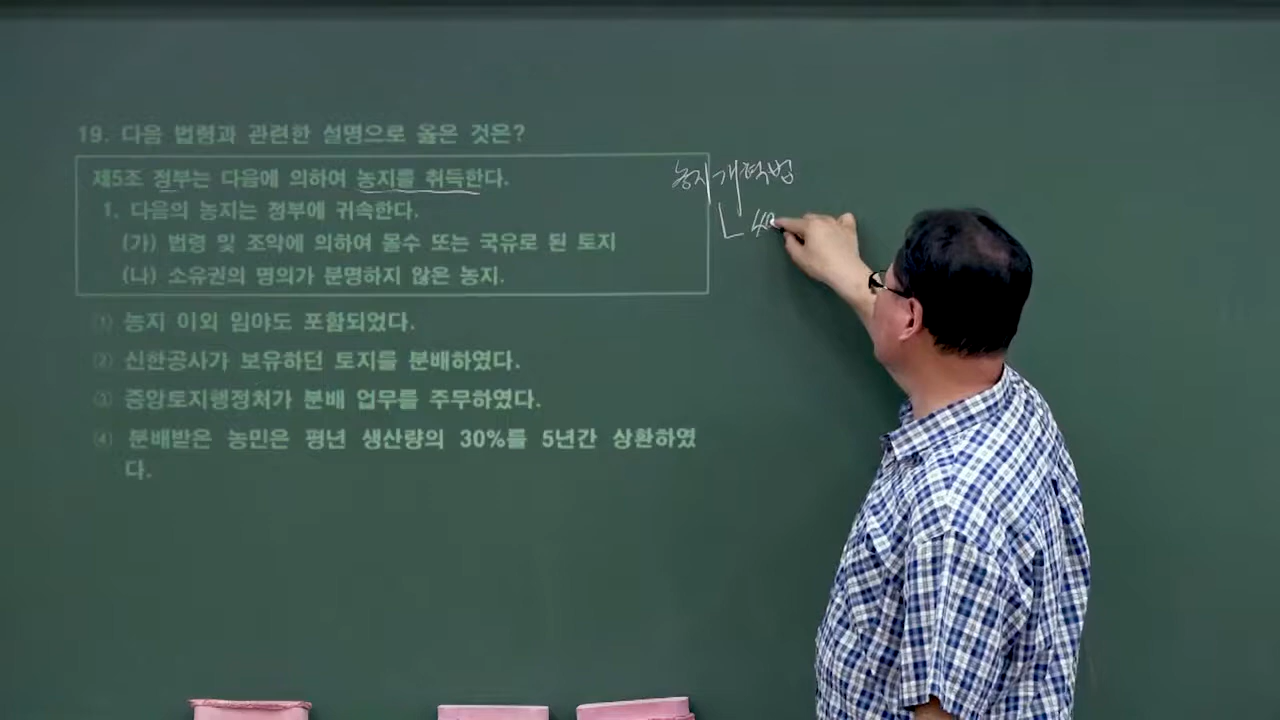 19. 다음 법령과 관련한 설명으로 옳은 것은?
제5조 정부는 다음에 의하여 농지를 취득한다.
1. 다음의 농지는 정부에 귀속한다.
(가) 법령 및 조약에 의하여 몰수 또는 국유로 된 토지
(나) 소유권의 명의가 분명하지 않은 농지.
① 농지 이외 임야도 포함되었다.
② 신한공사가 보유하던 토지를 분배하였다.
③ 중앙토지행정처가 분배 업무를 주무하였다.
④ 분배받은 농민은 평년 생산량의 30%를 5년간 상환하였
다.
농지개혁법